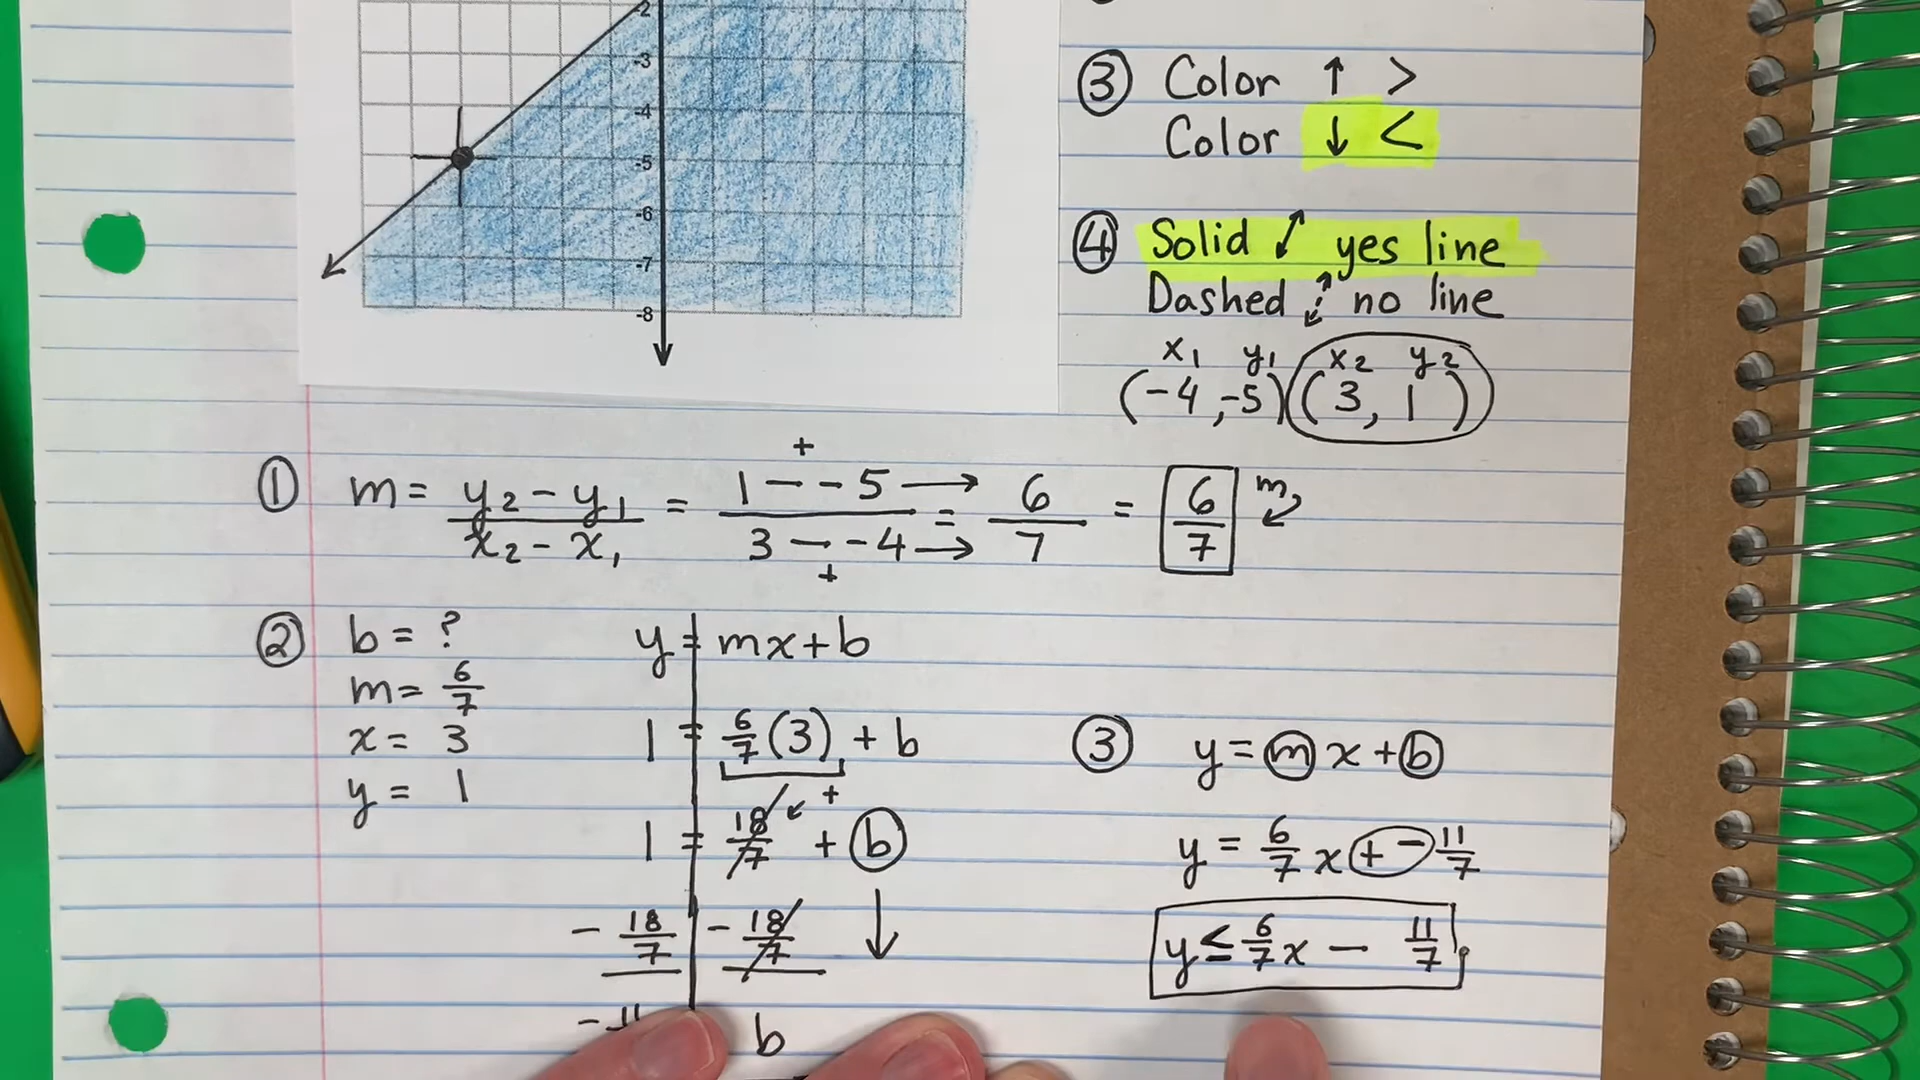 -2
-3
-4
-5
-6
-7
-8
③ Color ↑ >
Color ↓ <
④ Solid ↗↙ yes line
Dashed ↗↙ no line
x₁ y₁ x₂ y₂
(-4,-5)(3, 1)
① m = y₂ - y₁ / x₂ - x₁ = 1 - -5 / 3 - -4 → = 6/7 = 6/7 m
+
+
② b = ?
m = 6/7
x = 3
y = 1
y = mx + b
1 = 6/7 (3) + b
+
1 = 18/7 + b
- 18/7 - 18/7 ↓
b
③ y = m x + b
y = 6/7 x + - 11/7
y ≤ 6/7 x - 11/7